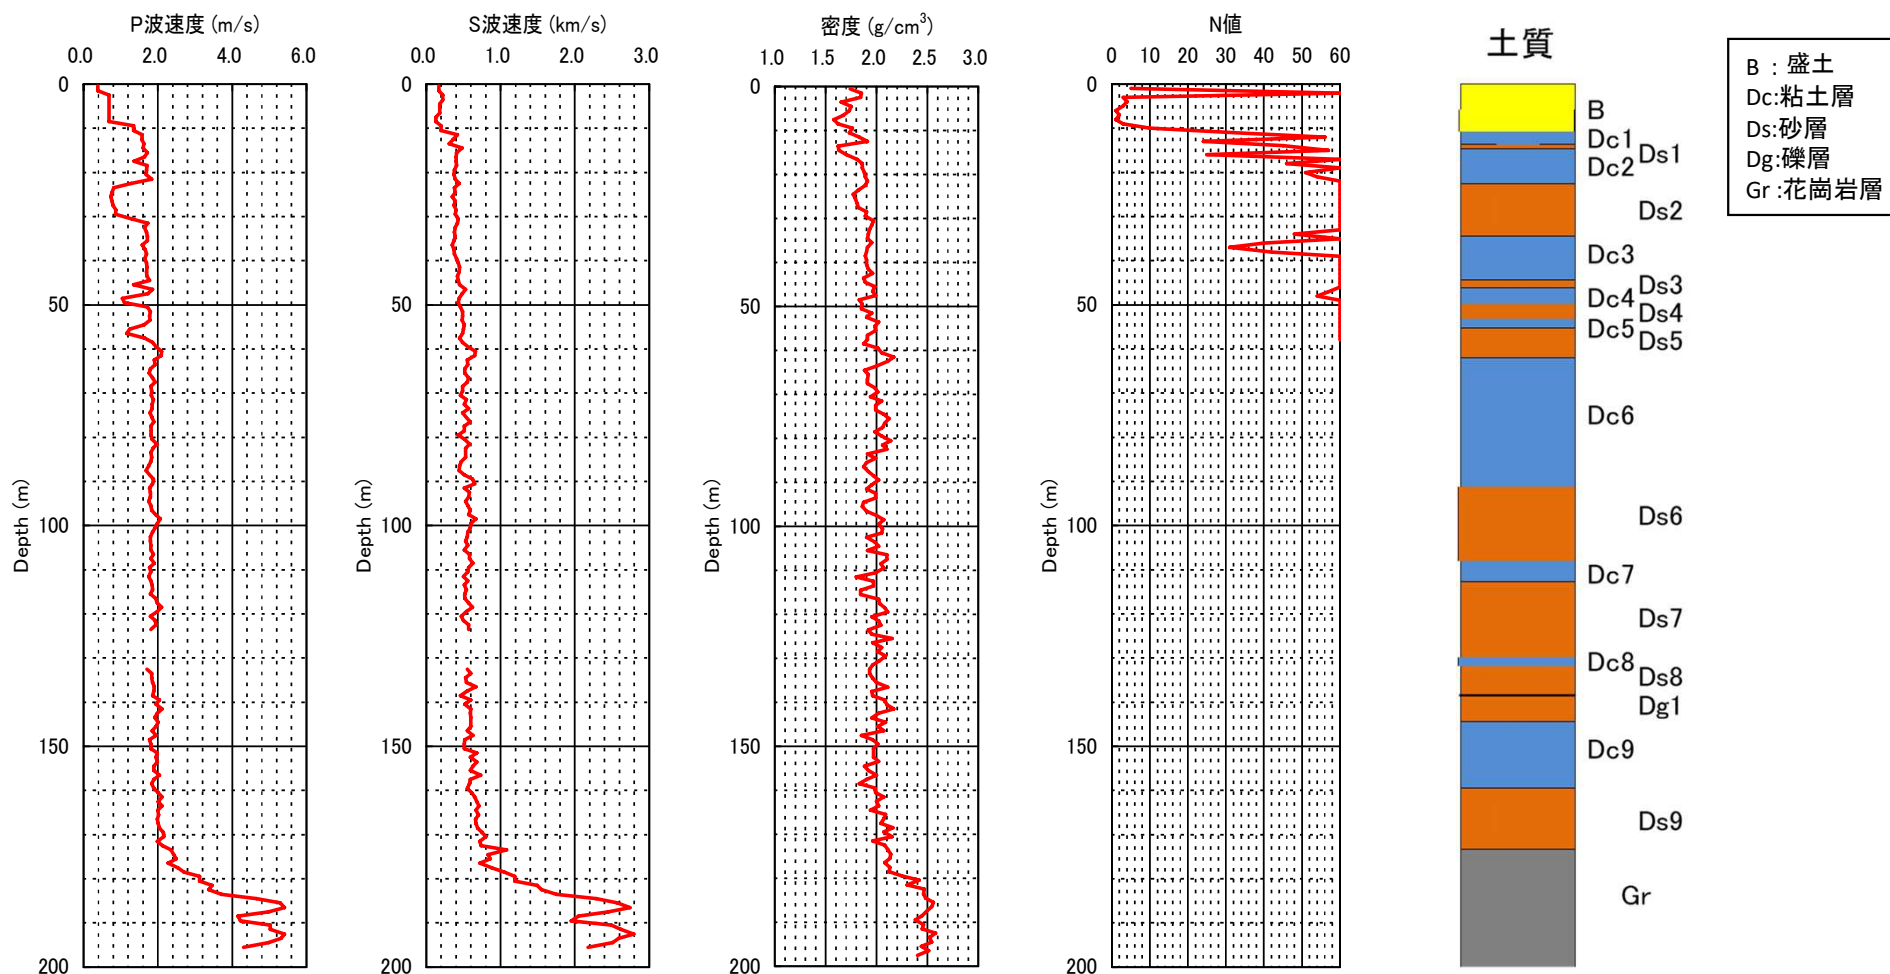 P波速度 (m/s)
0.0 2.0 4.0 6.0
0
50
100
150
200
Depth (m)
S波速度 (km/s)
0.0 1.0 2.0 3.0
0
50
100
150
200
Depth (m)
密度 (g/cm³)
1.0 1.5 2.0 2.5 3.0
0
50
100
150
200
Depth (m)
N値
0 10 20 30 40 50 60
0
50
100
150
200
Depth (m)
土質
B
Dc1
Ds1
Dc2
Ds2
Dc3
Ds3
Dc4
Ds4
Dc5
Ds5
Dc6
Ds6
Dc7
Ds7
Dc8
Ds8
Dg1
Dc9
Ds9
Gr
B : 盛土
Dc:粘土層
Ds:砂層
Dg:礫層
Gr :花崗岩層